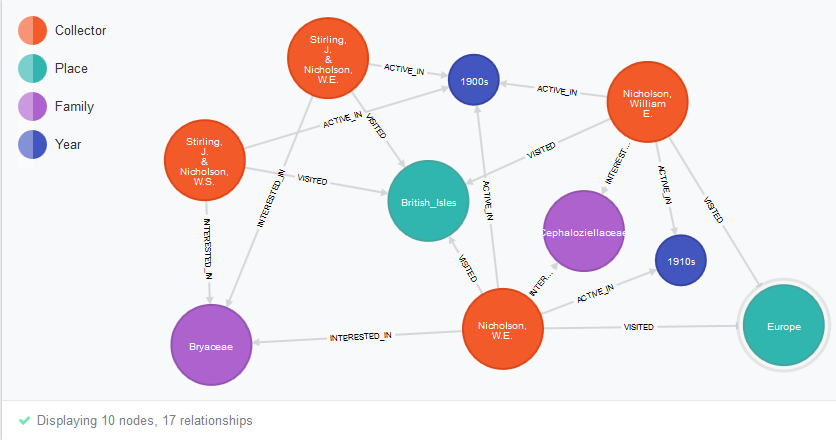 Collector
Place
Family
Year
Stirling,
J.
&
Nicholson,
W.E.
ACTIVE_IN
1900s
ACTIVE_IN
Nicholson,
William
E.
Stirling,
J.
&
Nicholson,
W.S.
ACTIVE_IN
VISITED
VISITED
INTERESTED_IN
British_Isles
VISITED
INTEREST...
ACTIVE_IN
VISITED
INTERESTED_IN
ACTIVE_IN
Cephaloziellaceae
1910s
VISITED
INTER...
ACTIVE_IN
Bryaceae
INTERESTED_IN
Nicholson,
W.E.
VISITED
Europe
Displaying 10 nodes, 17 relationships